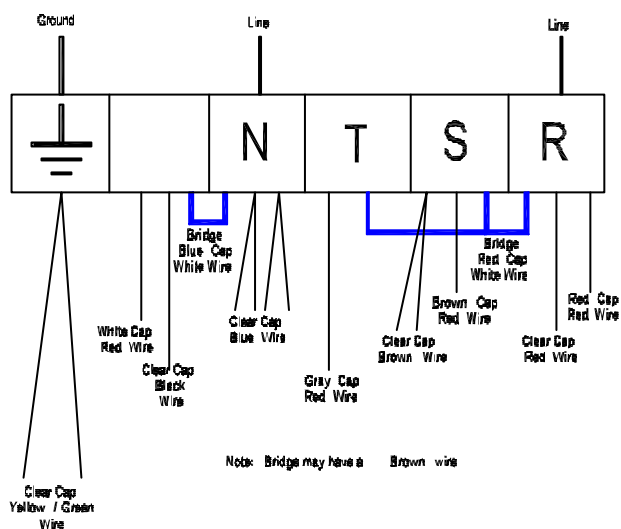 Ground
Line
Line
N
T
S
R
Bridge
Blue Cap
White Wire
Bridge
Red Cap
White Wire
White Cap
Red Wire
Clear Cap
Black
Wire
Clear Cap
Blue Wire
Gray Cap
Red Wire
Clear Cap
Brown Wire
Brown Cap
Red Wire
Clear Cap
Red Wire
Red Cap
Red Wire
Note: Bridge may have a Brown wire
Clear Cap
Yellow / Green
Wire